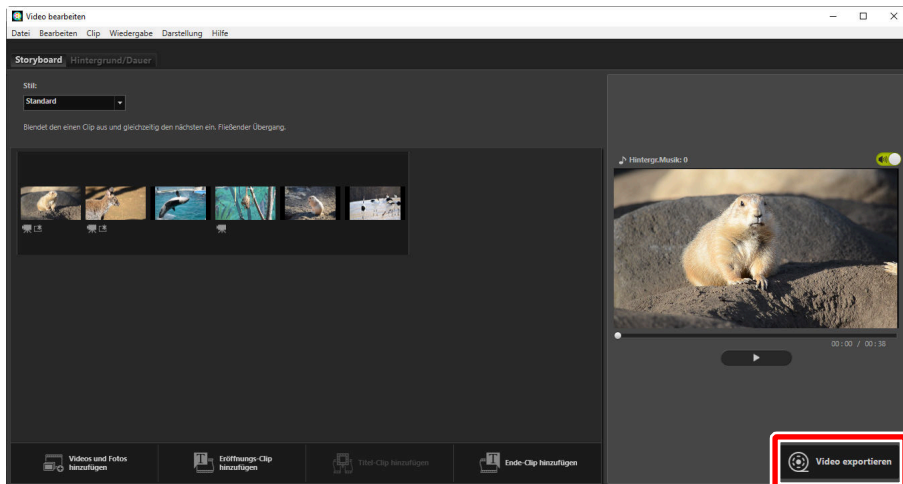 Video bearbeiten
Datei Bearbeiten Clip Wiedergabe Darstellung Hilfe
Storyboard Hintergrund/Dauer
Stil:
Standard
Blendet den einen Clip aus und gleichzeitig den nächsten ein. Fließender Übergang.
Hintergr.Musik: 0
00:00 / 00:38
Videos und Fotos
hinzufügen
Eröffnungs-Clip
hinzufügen
Titel-Clip hinzufügen
Ende-Clip hinzufügen
Video exportieren